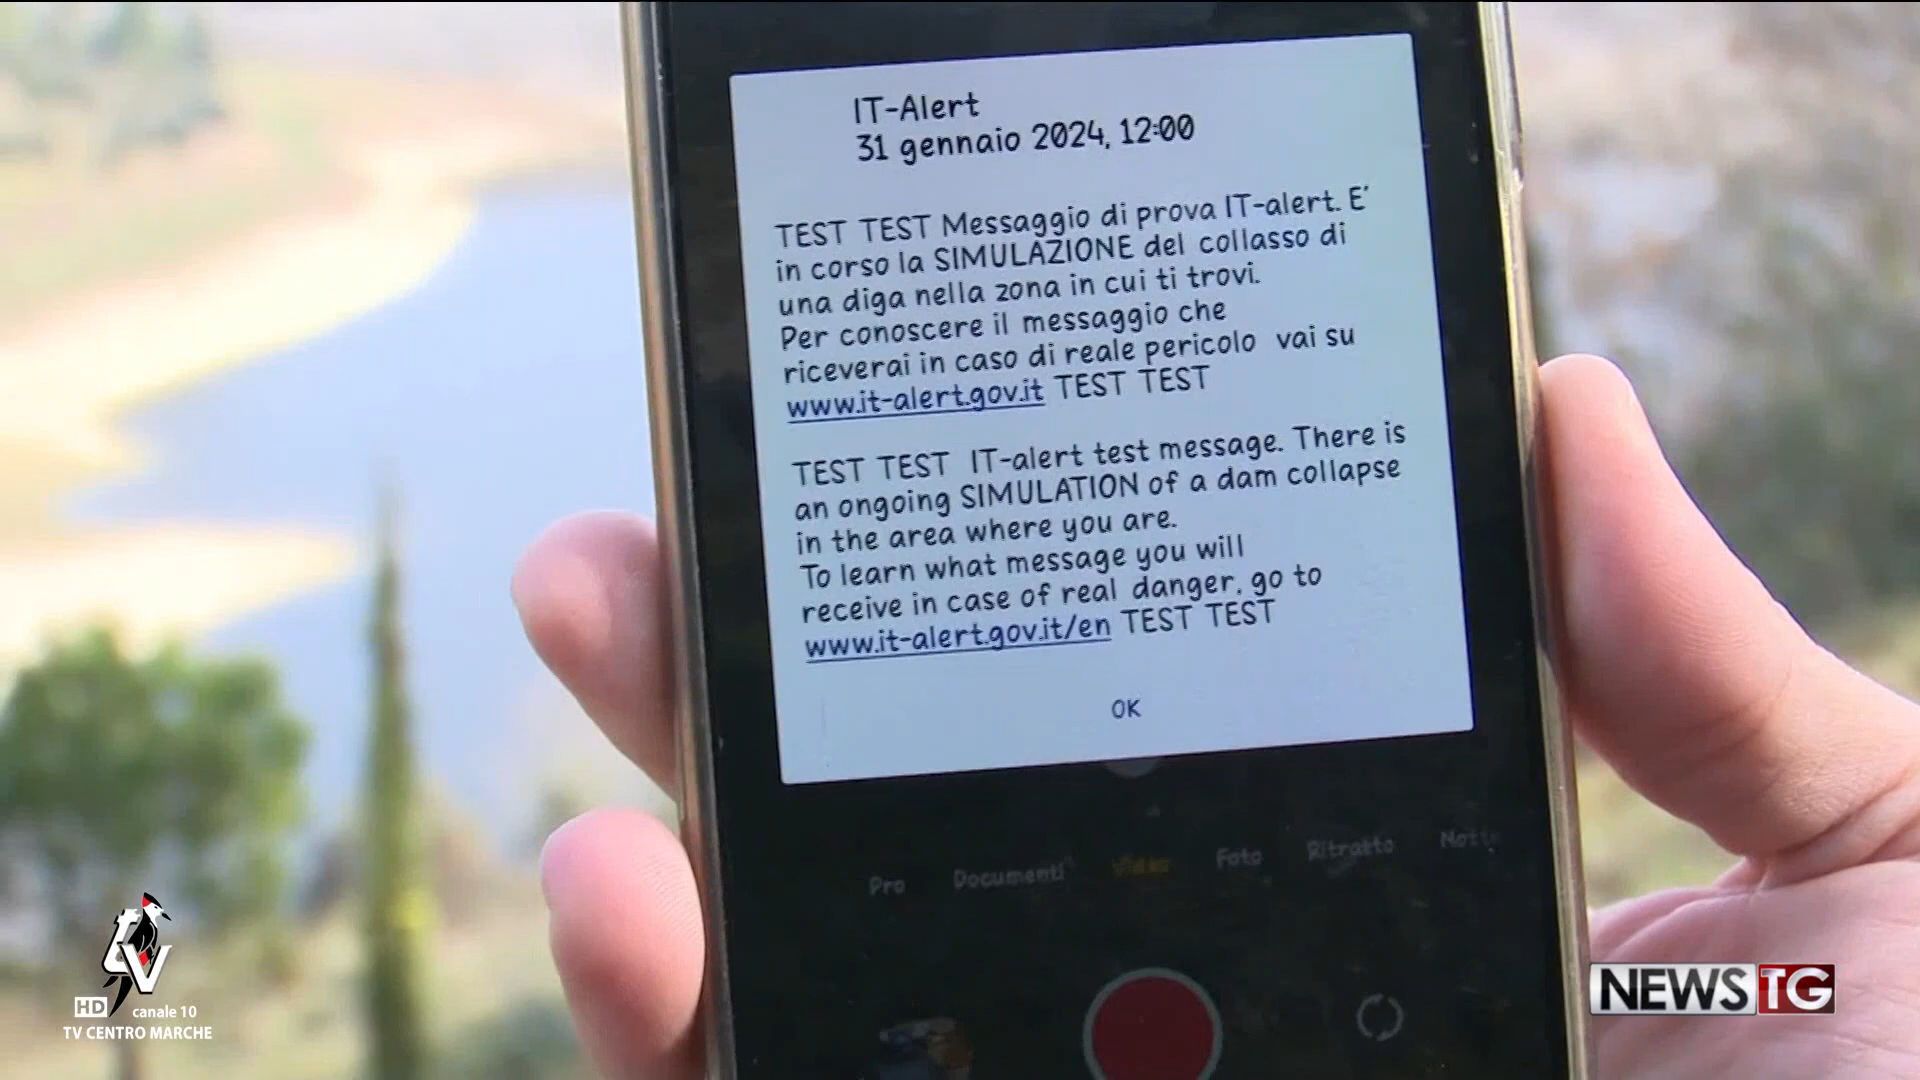 IT-Alert
31 gennaio 2024, 12:00
TEST TEST Messaggio di prova IT-alert. E'
in corso la SIMULAZIONE del collasso di
una diga nella zona in cui ti trovi.
Per conoscere il messaggio che
riceverai in caso di reale pericolo vai su
www.it-alert.gov.it TEST TEST
TEST TEST IT-alert test message. There is
an ongoing SIMULATION of a dam collapse
in the area where you are.
To learn what message you will
receive in case of real danger, go to
www.it-alert.gov.it/en TEST TEST
OK
Pro Documenti Video Foto Ritratto Notte
HD canale 10
TV CENTRO MARCHE
NEWS TG